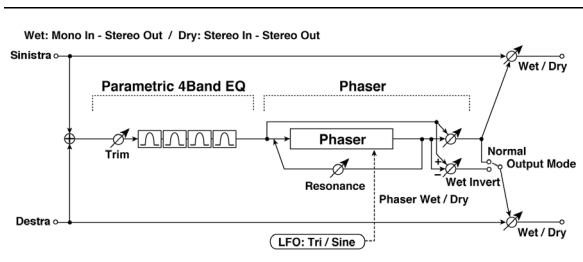 Wet: Mono In - Stereo Out / Dry: Stereo In - Stereo Out
Sinistra
Wet / Dry
Parametric 4Band EQ
Phaser
Trim
Phaser
Normal
Output Mode
+
−
Resonance
Wet Invert
Phaser Wet / Dry
Destra
Wet / Dry
LFO: Tri / Sine